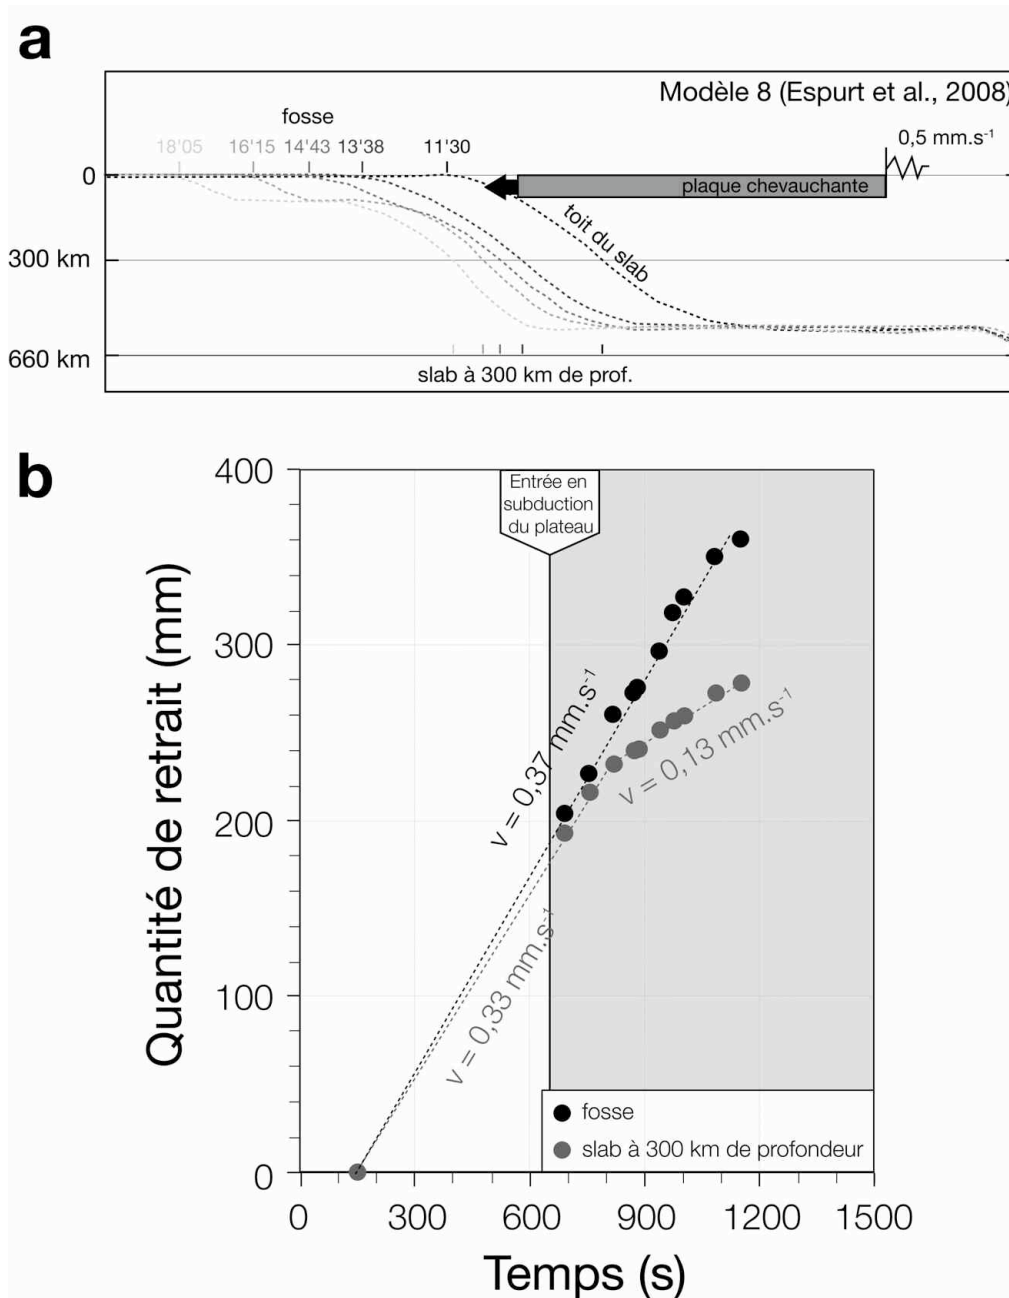 a
Modèle 8 (Espurt et al., 2008)
fosse
18'05 16'15 14'43 13'38 11'30
0,5 mm.s⁻¹
0
plaque chevauchante
toit du slab
300 km
660 km
slab à 300 km de prof.
b
400
300
200
100
0
Quantité de retrait (mm)
Entrée en
subduction
du plateau
v = 0,37 mm.s⁻¹
v = 0,13 mm.s⁻¹
v = 0,33 mm.s⁻¹
fosse
slab à 300 km de profondeur
0 300 600 900 1200 1500
Temps (s)